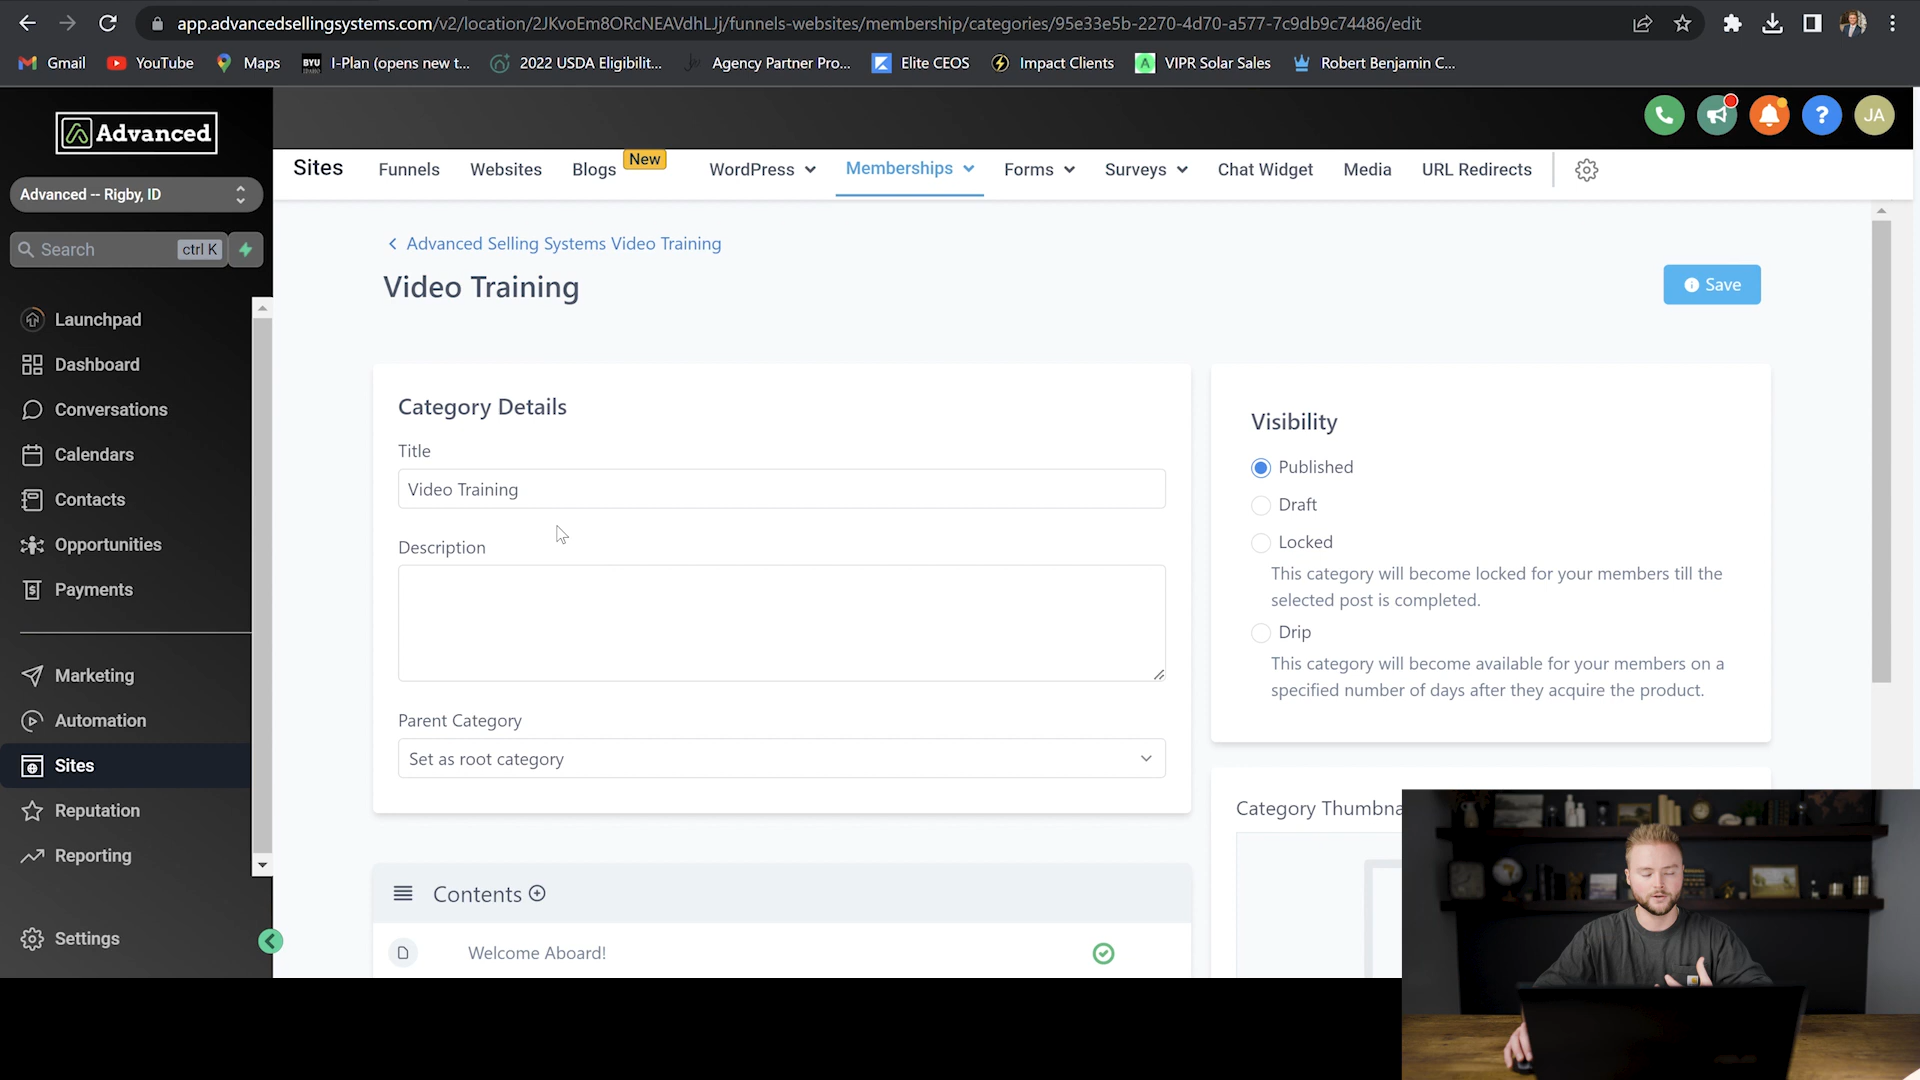 app.advancedsellingsystems.com/v2/location/2JKvoEm8ORcNEAVdhLJj/funnels-websites/membership/categories/95e33e5b-2270-4d70-a577-7c9db9c74486/edit
Gmail YouTube Maps BYU I-Plan (opens new t... 2022 USDA Eligibilit... Agency Partner Pro... Elite CEOS Impact Clients A VIPR Solar Sales Robert Benjamin C...
Advanced
? JA
Sites Funnels Websites Blogs New WordPress Memberships Forms Surveys Chat Widget Media URL Redirects
Advanced -- Rigby, ID
Search ctrl K
Launchpad
Dashboard
Conversations
Calendars
Contacts
Opportunities
Payments
Marketing
Automation
Sites
Reputation
Reporting
Settings
Advanced Selling Systems Video Training
Video Training
Save
Category Details
Title
Video Training
Description
Parent Category
Set as root category
Contents
Welcome Aboard!
Visibility
Published
Draft
Locked
This category will become locked for your members till the
selected post is completed.
Drip
This category will become available for your members on a
specified number of days after they acquire the product.
Category Thumbna